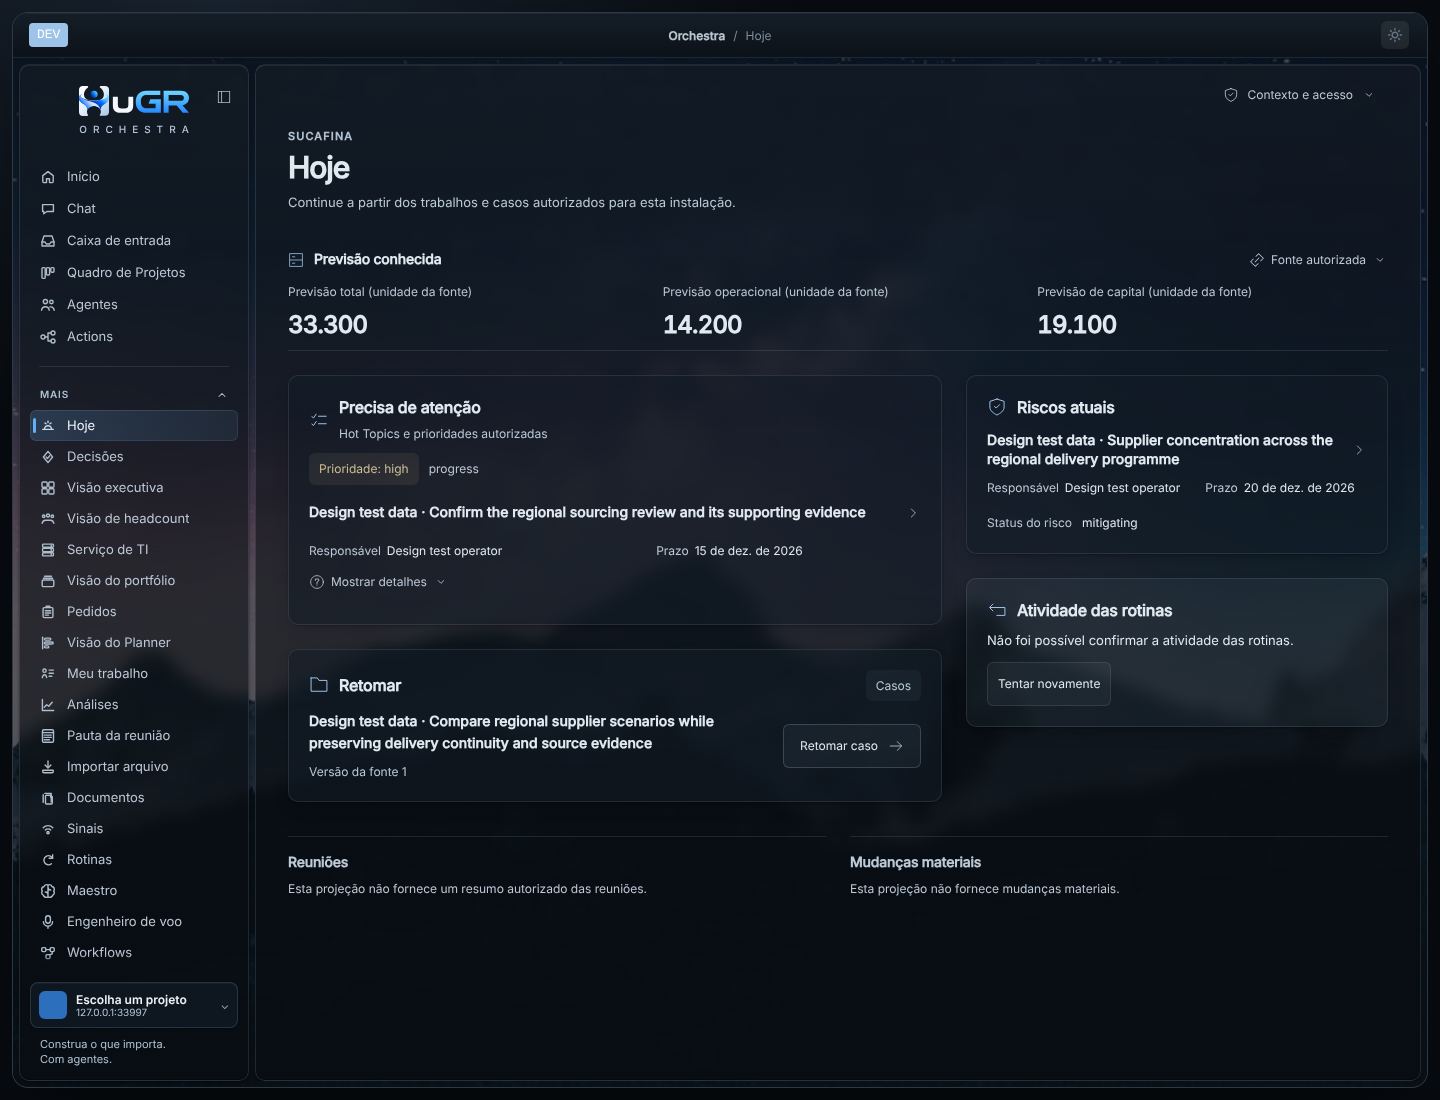 DEV
Orchestra / Hoje
HuGR
ORCHESTRA
Início
Chat
Caixa de entrada
Quadro de Projetos
Agentes
Actions
MAIS
Hoje
Decisões
Visão executiva
Visão de headcount
Serviço de TI
Visão do portfólio
Pedidos
Visão do Planner
Meu trabalho
Análises
Pauta da reunião
Importar arquivo
Documentos
Sinais
Rotinas
Maestro
Engenheiro de voo
Workflows
Escolha um projeto
127.0.0.1:33997
Construa o que importa.
Com agentes.
Contexto e acesso
SUCAFINA
Hoje
Continue a partir dos trabalhos e casos autorizados para esta instalação.
Previsão conhecida
Fonte autorizada
Previsão total (unidade da fonte)
33.300
Previsão operacional (unidade da fonte)
14.200
Previsão de capital (unidade da fonte)
19.100
Precisa de atenção
Hot Topics e prioridades autorizadas
Prioridade: high progress
Design test data · Confirm the regional sourcing review and its supporting evidence
Responsável Design test operator Prazo 15 de dez. de 2026
Mostrar detalhes
Retomar
Casos
Design test data · Compare regional supplier scenarios while
preserving delivery continuity and source evidence
Versão da fonte 1
Retomar caso
Riscos atuais
Design test data · Supplier concentration across the
regional delivery programme
Responsável Design test operator Prazo 20 de dez. de 2026
Status do risco mitigating
Atividade das rotinas
Não foi possível confirmar a atividade das rotinas.
Tentar novamente
Reuniões
Esta projeção não fornece um resumo autorizado das reuniões.
Mudanças materiais
Esta projeção não fornece mudanças materiais.